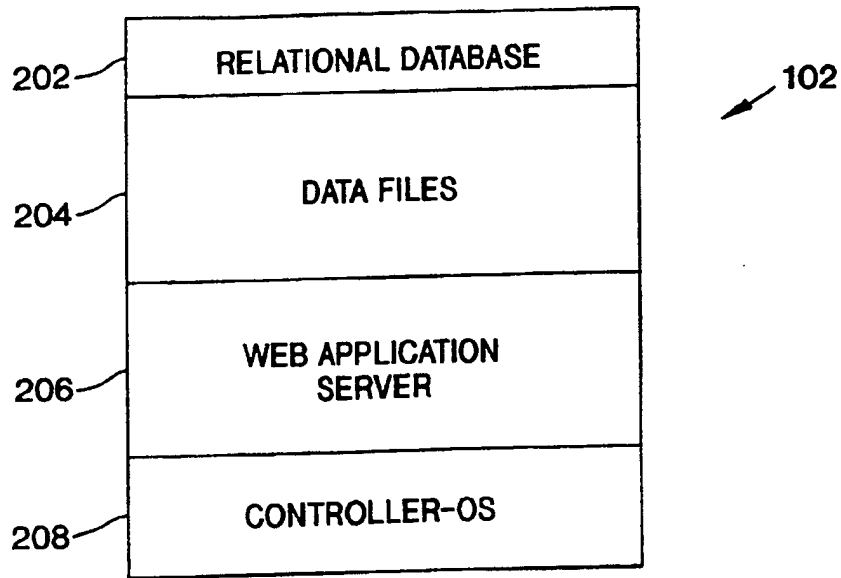 202
RELATIONAL DATABASE
102
204
DATA FILES
206
WEB APPLICATION
SERVER
208
CONTROLLER-OS